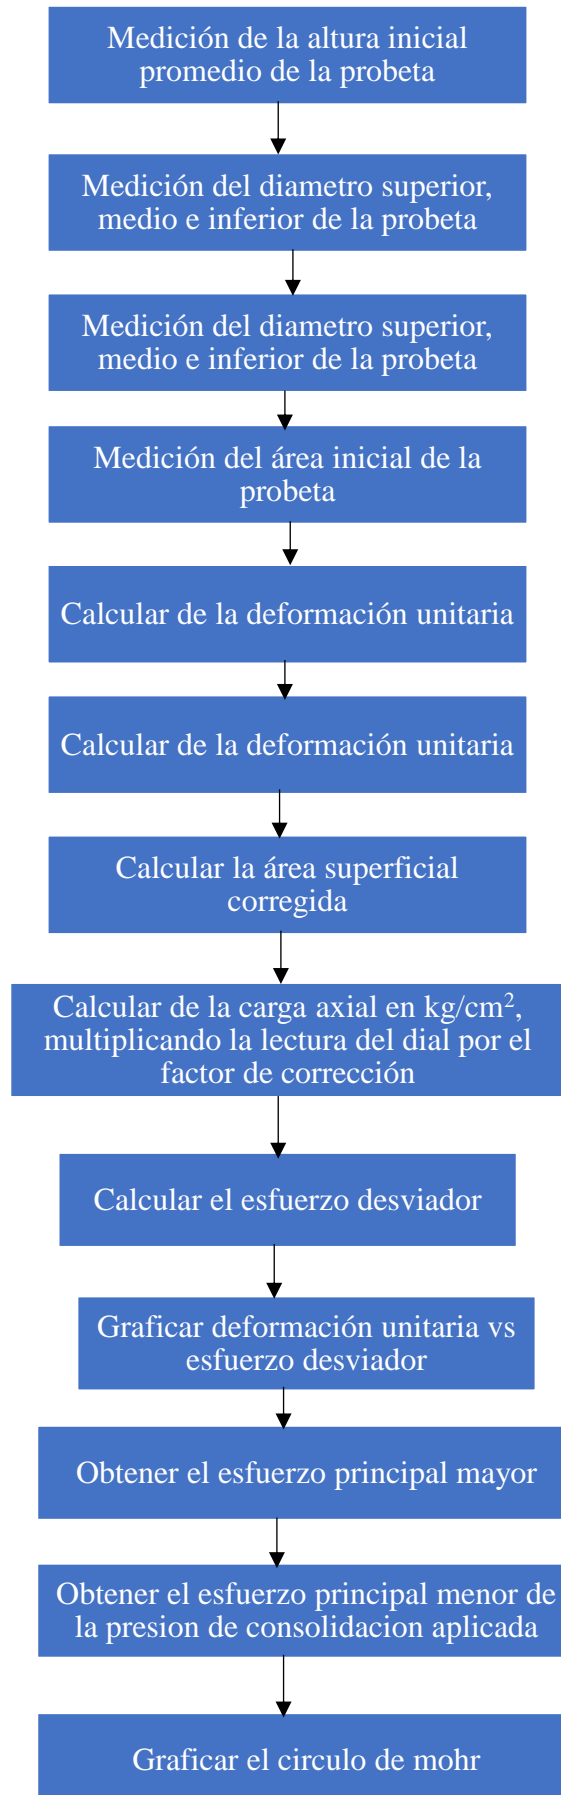 Medición de la altura inicial
promedio de la probeta
Medición del diametro superior,
medio e inferior de la probeta
Medición del diametro superior,
medio e inferior de la probeta
Medición del área inicial de la
probeta
Calcular de la deformación unitaria
Calcular de la deformación unitaria
Calcular la área superficial
corregida
Calcular de la carga axial en kg/cm²,
multiplicando la lectura del dial por el
factor de corrección
Calcular el esfuerzo desviador
Graficar deformación unitaria vs
esfuerzo desviador
Obtener el esfuerzo principal mayor
Obtener el esfuerzo principal menor de
la presion de consolidacion aplicada
Graficar el circulo de mohr